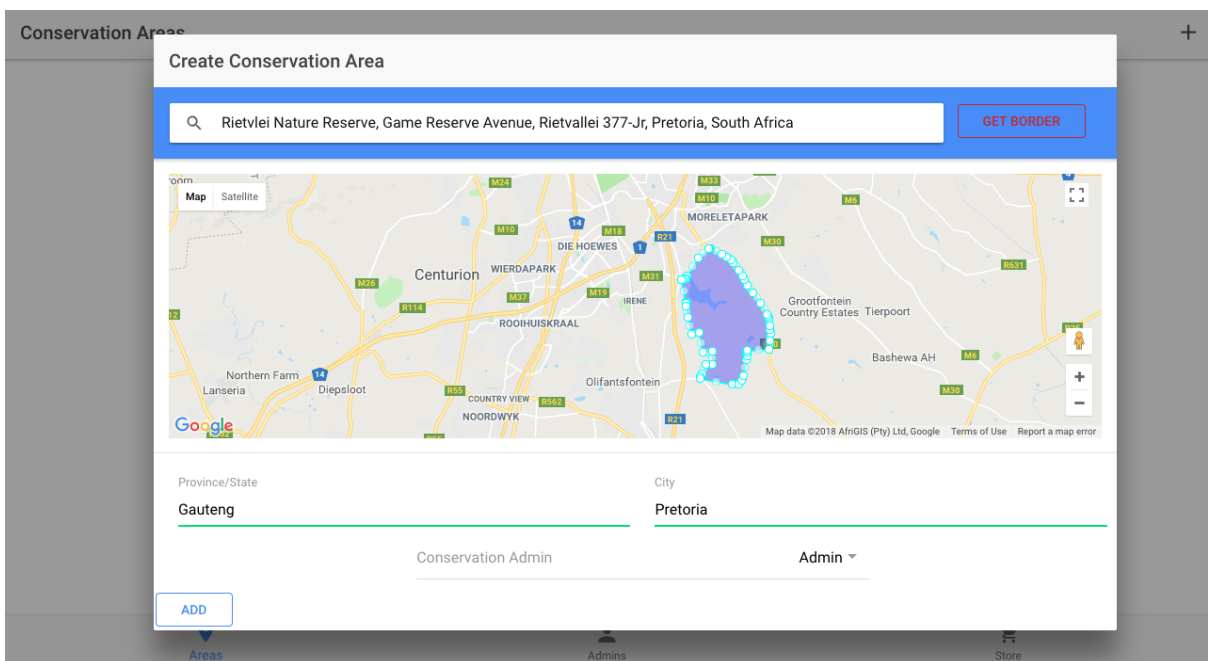 Conservation Areas
+
Create Conservation Area
Rietvlei Nature Reserve, Game Reserve Avenue, Rietvallei 377-Jr, Pretoria, South Africa
GET BORDER
Map Satellite
M24
M33
M10
MORELETAPARK
M6
14
M10
M18
R21
DIE HOEWES
1
M30
Centurion
WIERDAPARK
M31
R631
M26
M37
M19
IRENE
Grootfontein
Country Estates
Tierpoort
R114
12
ROOIHUISKRAAL
Bashewa AH
M6
Northern Farm
14
Lanseria
Diepsloot
R55
COUNTRY VIEW
R562
Olifantsfontein
M30
+
−
NOORDWYK
R21
Google
Map data ©2018 AfriGIS (Pty) Ltd, Google Terms of Use Report a map error
Province/State
City
Gauteng
Pretoria
Conservation Admin
Admin
ADD
Areas
Admins
Store